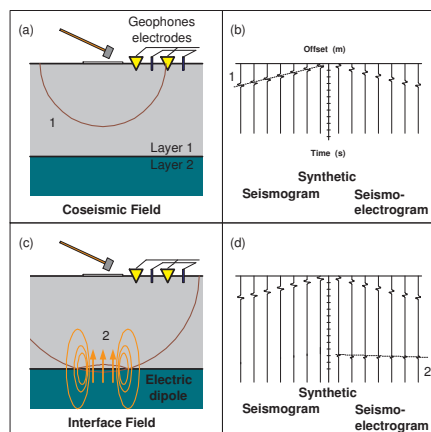 (a)
Geophones
electrodes
1
Layer 1
Layer 2
Coseismic Field
(b)
Offset (m)
1
Time (s)
Synthetic
Seismogram
Seismo-
electrogram
(c)
2
Electric
dipole
Interface Field
(d)
2
Synthetic
Seismogram
Seismo-
electrogram